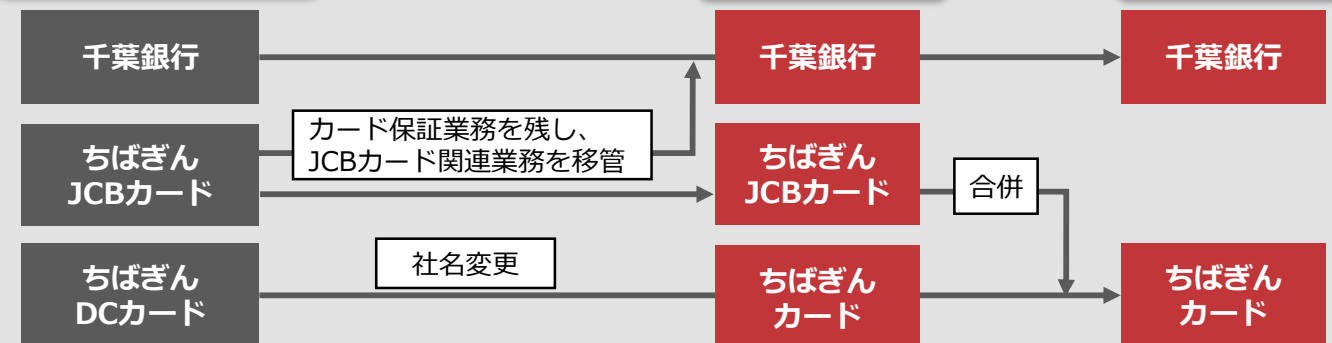 千葉銀行
千葉銀行
千葉銀行
カード保証業務を残し、
JCBカード関連業務を移管
ちばぎん
JCBカード
ちばぎん
JCBカード
合併
社名変更
ちばぎん
DCカード
ちばぎん
カード
ちばぎん
カード